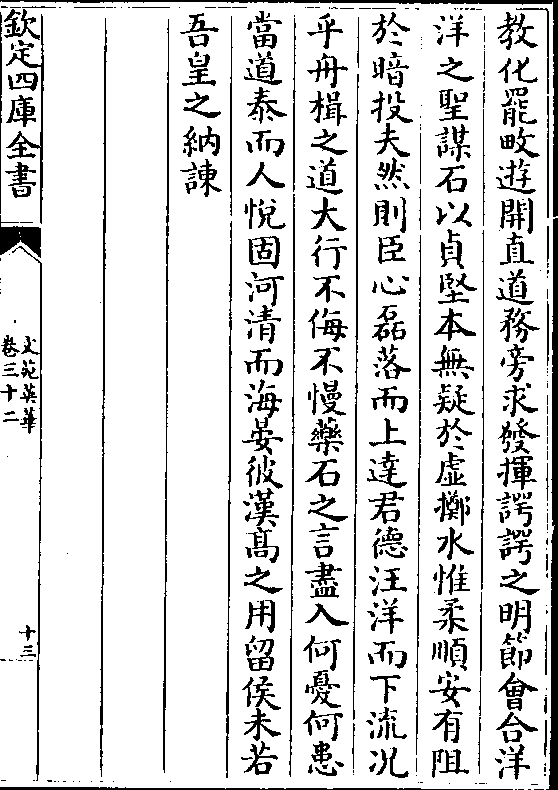 教化罷畋遊開直道務旁求發揮諤諤之明節會合洋
洋之聖謀石以貞堅本無疑於虛擲水惟柔順安有阻
於暗投夫然則臣心磊落而上達君德汪洋而下流况
乎舟楫之道大行不侮不慢藥石之言盡入何憂何患
當道泰而人悅固河清而海晏彼漢髙之用留侯未若
吾皇之納諫
欽定四庫全書
文苑英華
卷三十二
十三